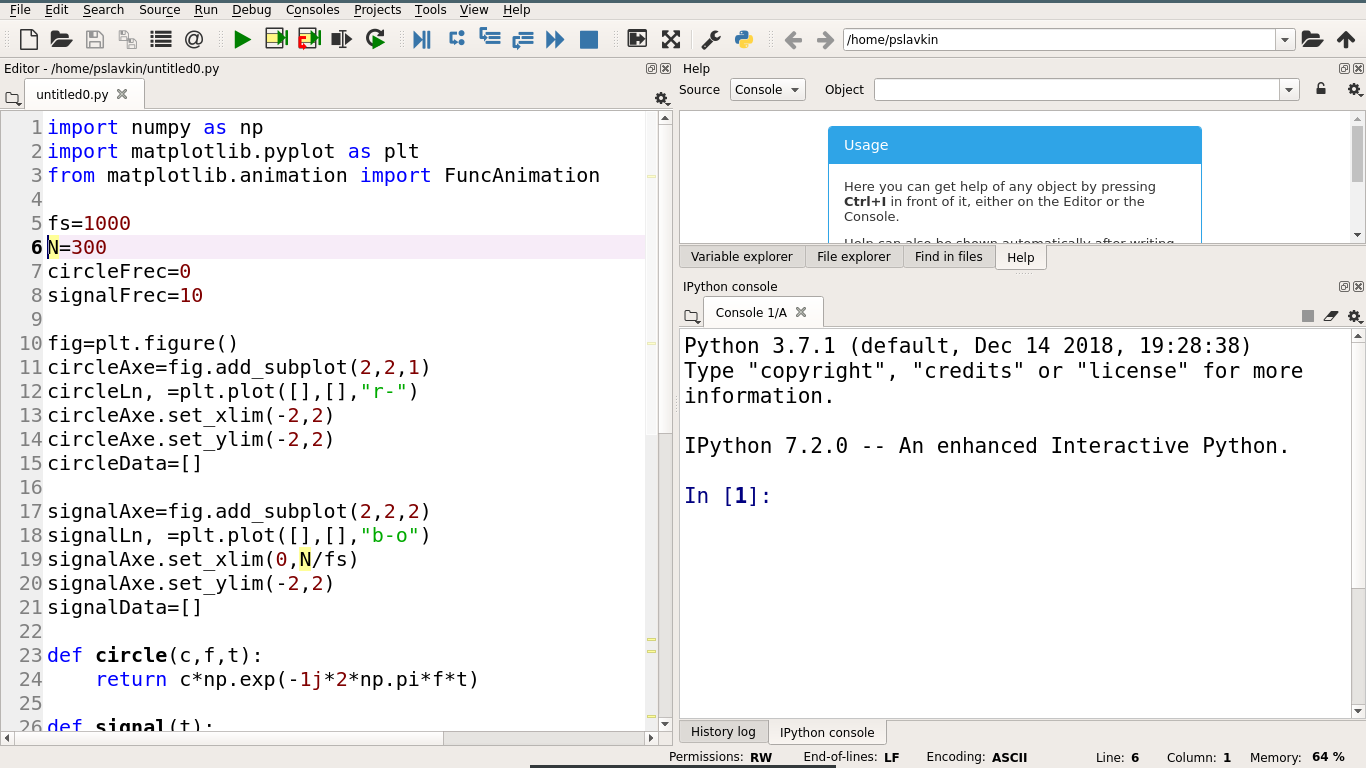 File Edit Search Source Run Debug Consoles Projects Tools View Help
/home/pslavkin
Editor - /home/pslavkin/untitled0.py
untitled0.py
1 import numpy as np
2 import matplotlib.pyplot as plt
3 from matplotlib.animation import FuncAnimation
4
5 fs=1000
6 N=300
7 circleFrec=0
8 signalFrec=10
9
10 fig=plt.figure()
11 circleAxe=fig.add_subplot(2,2,1)
12 circleLn, =plt.plot([],[],"r-")
13 circleAxe.set_xlim(-2,2)
14 circleAxe.set_ylim(-2,2)
15 circleData=[]
16
17 signalAxe=fig.add_subplot(2,2,2)
18 signalLn, =plt.plot([],[],"b-o")
19 signalAxe.set_xlim(0,N/fs)
20 signalAxe.set_ylim(-2,2)
21 signalData=[]
22
23 def circle(c,f,t):
24     return c*np.exp(-1j*2*np.pi*f*t)
25
26 def signal(t):
Help
Source Console Object
Usage
Here you can get help of any object by pressing
Ctrl+I in front of it, either on the Editor or the
Console.
Help can also be shown automatically after writing
Variable explorer File explorer Find in files Help
IPython console
Console 1/A
Python 3.7.1 (default, Dec 14 2018, 19:28:38)
Type "copyright", "credits" or "license" for more
information.
IPython 7.2.0 -- An enhanced Interactive Python.
In [1]:
History log IPython console
Permissions: RW End-of-lines: LF Encoding: ASCII Line: 6 Column: 1 Memory: 64 %